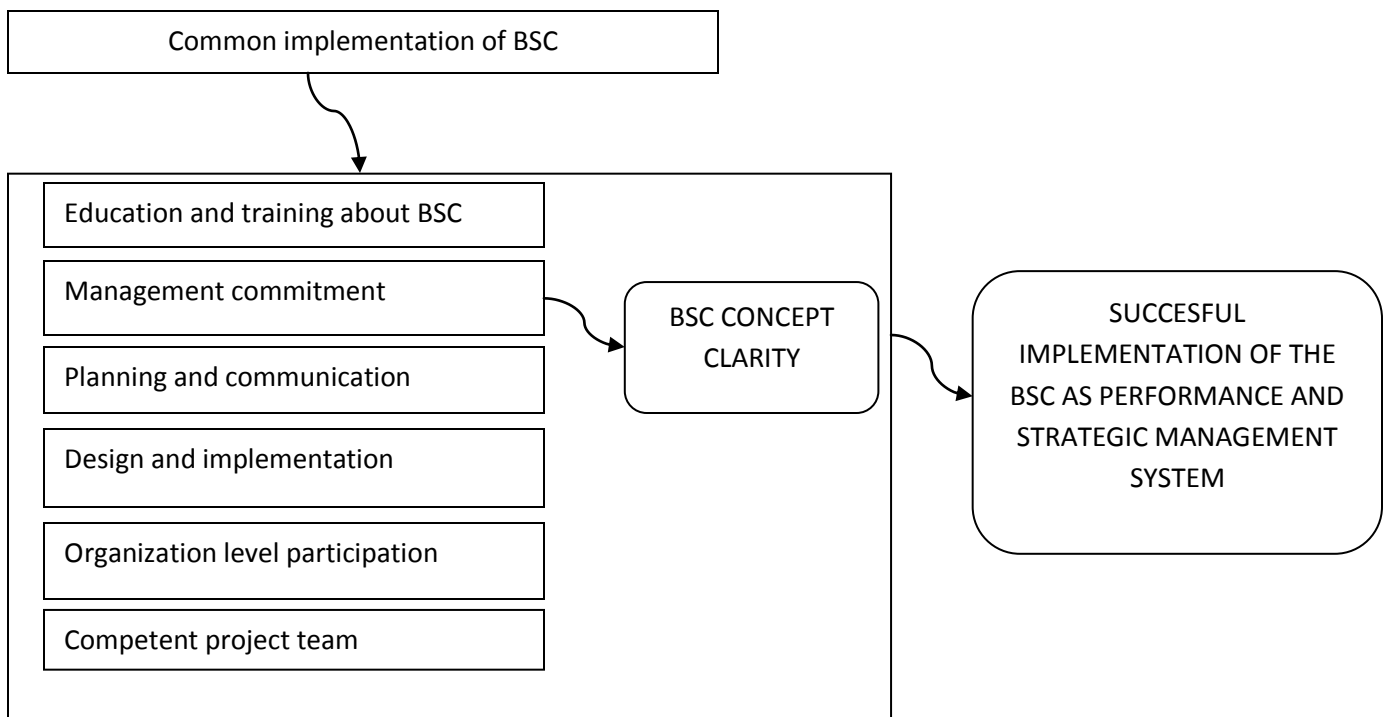 Common implementation of BSC
Education and training about BSC
Management commitment
Planning and communication
Design and implementation
Organization level participation
Competent project team
BSC CONCEPT
CLARITY
SUCCESFUL
IMPLEMENTATION OF THE
BSC AS PERFORMANCE AND
STRATEGIC MANAGEMENT
SYSTEM